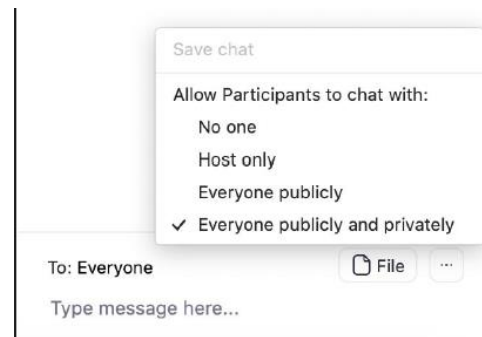 Save chat
Allow Participants to chat with:
No one
Host only
Everyone publicly
✓ Everyone publicly and privately
To: Everyone
File
...
Type message here...